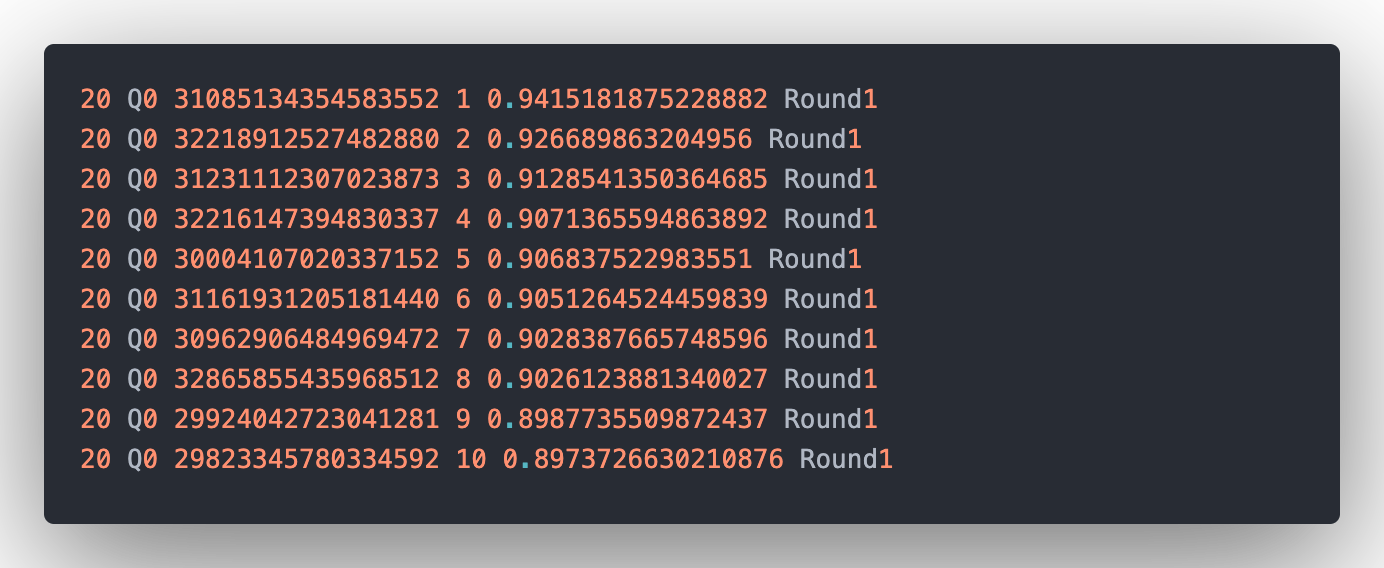 20 Q0 31085134354583552 1 0.9415181875228882 Round1
20 Q0 32218912527482880 2 0.926689863204956 Round1
20 Q0 31231112307023873 3 0.9128541350364685 Round1
20 Q0 32216147394830337 4 0.9071365594863892 Round1
20 Q0 30004107020337152 5 0.906837522983551 Round1
20 Q0 31161931205181440 6 0.9051264524459839 Round1
20 Q0 30962906484969472 7 0.9028387665748596 Round1
20 Q0 32865855435968512 8 0.9026123881340027 Round1
20 Q0 29924042723041281 9 0.8987735509872437 Round1
20 Q0 29823345780334592 10 0.8973726630210876 Round1